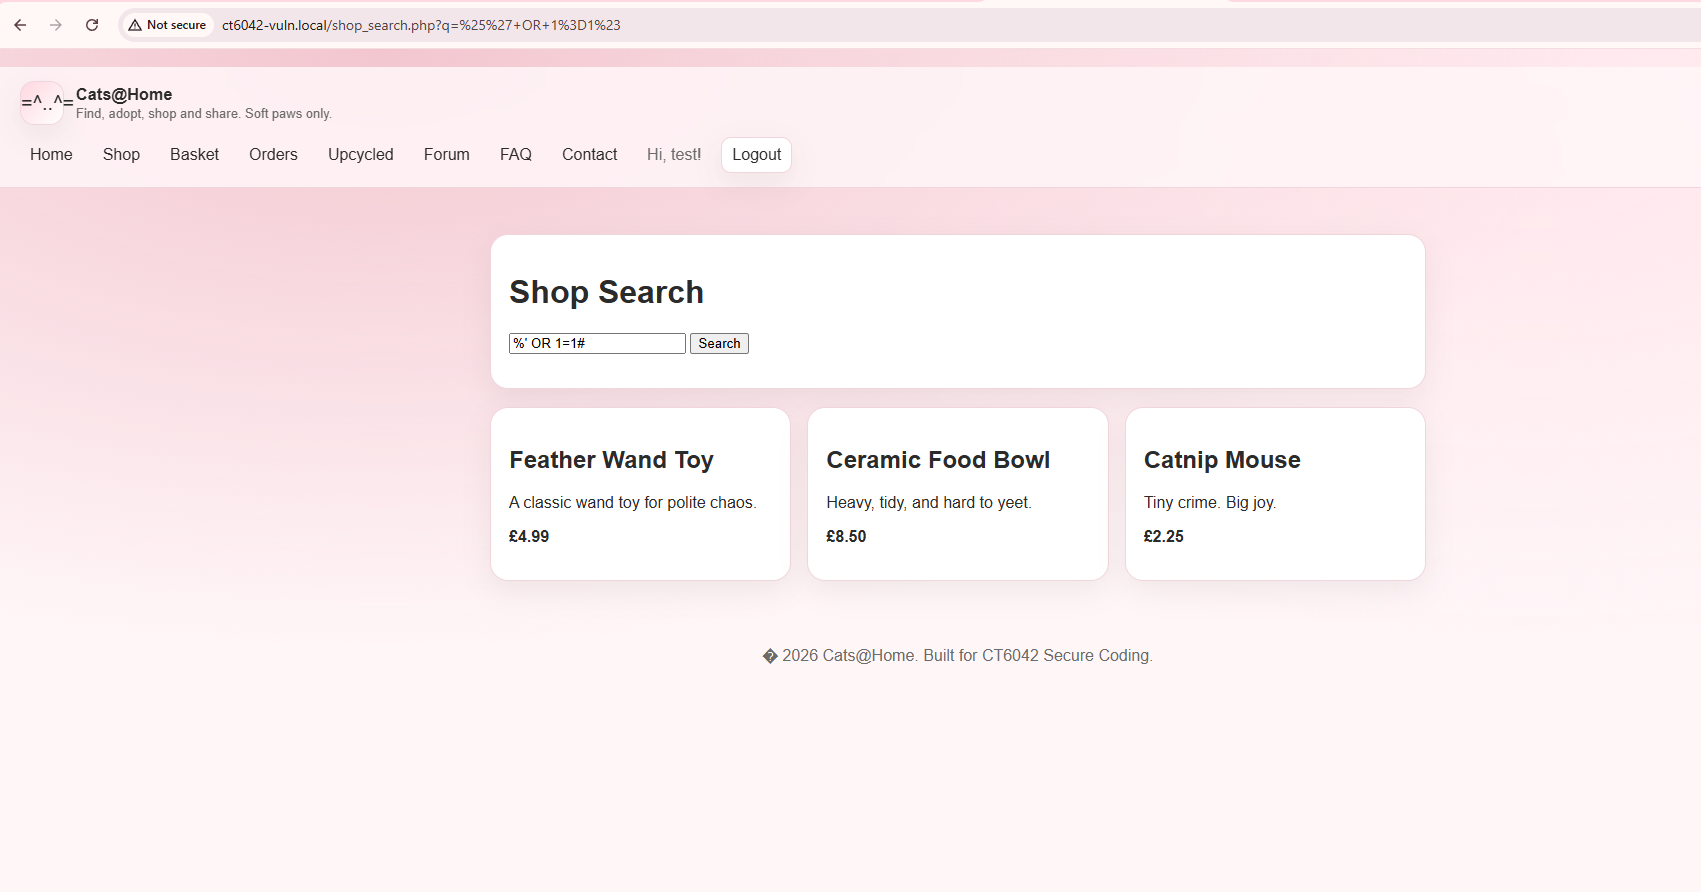 Not secure ct6042-vuln.local/shop_search.php?q=%25%27+OR+1%3D1%23
=^..^=
Cats@Home
Find, adopt, shop and share. Soft paws only.
Home Shop Basket Orders Upcycled Forum FAQ Contact Hi, test! Logout
Shop Search
%' OR 1=1# Search
Feather Wand Toy
A classic wand toy for polite chaos.
£4.99
Ceramic Food Bowl
Heavy, tidy, and hard to yeet.
£8.50
Catnip Mouse
Tiny crime. Big joy.
£2.25
� 2026 Cats@Home. Built for CT6042 Secure Coding.